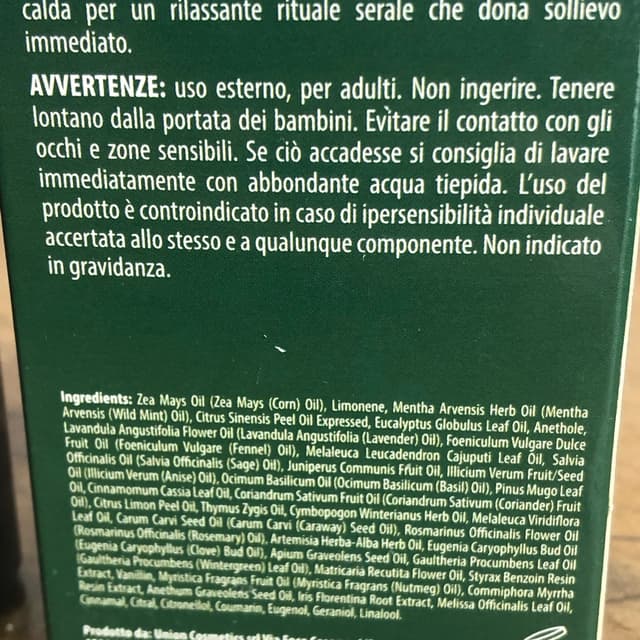 calda per un rilassante rituale serale che dona sollievo
immediato.
AVVERTENZE: uso esterno, per adulti. Non ingerire. Tenere
lontano dalla portata dei bambini. Evitare il contatto con gli
occhi e zone sensibili. Se ciò accadesse si consiglia di lavare
immediatamente con abbondante acqua tiepida. L'uso del
prodotto è controindicato in caso di ipersensibilità individuale
accertata allo stesso e a qualunque componente. Non indicato
in gravidanza.
Ingredients: Zea Mays Oil (Zea Mays (Corn) Oil), Limonene, Mentha Arvensis Herb Oil (Mentha
Arvensis (Wild Mint) Oil), Citrus Sinensis Peel Oil Expressed, Eucalyptus Globulus Leaf Oil, Anethole,
Lavandula Angustifolia Flower Oil (Lavandula Angustifolia (Lavender) Oil), Foeniculum Vulgare Dulce
Fruit Oil (Foeniculum Vulgare (Fennel) Oil), Melaleuca Leucadendron Cajuputi Leaf Oil, Salvia
Officinalis Oil (Salvia Officinalis (Sage) Oil), Juniperus Communis Ffuit Oil, Illicium Verum Fruit/Seed
Oil (Illicium Verum (Anise) Oil), Ocimum Basilicum Oil (Ocimum Basilicum (Basil) Oil), Pinus Mugo Leaf
Oil, Cinnamomum Cassia Leaf Oil, Coriandrum Sativum Fruit Oil (Coriandrum Sativum (Coriander) Fruit
Oil), Citrus Limon Peel Oil, Thymus Zygis Oil, Cymbopogon Winterianus Herb Oil, Melaleuca Viridiflora
Leaf Oil, Carum Carvi Seed Oil (Carum Carvi (Caraway) Seed Oil), Rosmarinus Officinalis Flower Oil
(Rosmarinus Officinalis (Rosemary) Oil), Artemisia Herba-Alba Herb Oil, Eugenia Caryophyllus Bud Oil
(Eugenia Caryophyllus (Clove) Bud Oil), Apium Graveolens Seed Oil, Gaultheria Procumbens Leaf Oil
(Gaultheria Procumbens (Wintergreen) Leaf Oil), Matricaria Recutita Flower Oil, Styrax Benzoin Resin
Extract, Vanillin, Myristica Fragrans Fruit Oil (Myristica Fragrans (Nutmeg) Oil), Commiphora Myrrha
Resin Extract, Anethum Graveolens Seed Oil, Iris Florentina Root Extract, Melissa Officinalis Leaf Oil,
Cinnamal, Citral, Citronellol, Coumarin, Eugenol, Geraniol, Linalool.
Prodotto da: Union Cosmetics srl Via